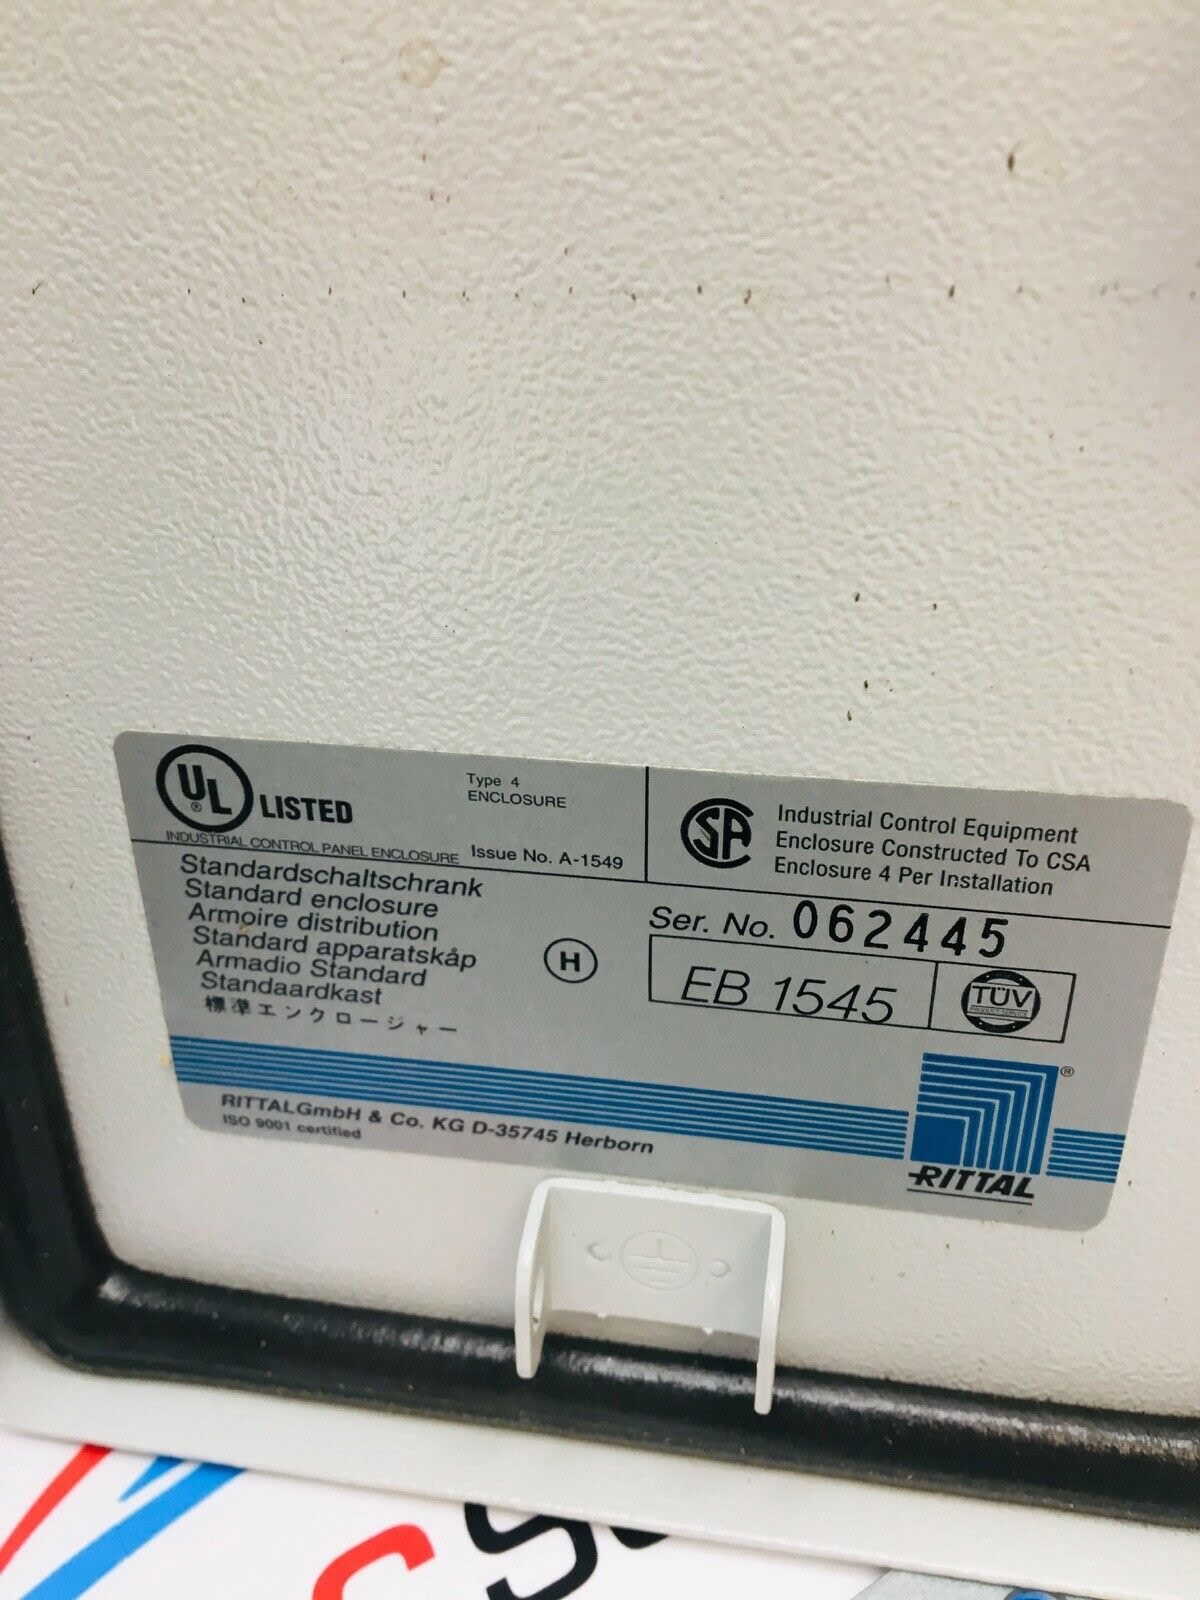 UL
®
LISTED
Type 4
ENCLOSURE
INDUSTRIAL CONTROL PANEL ENCLOSURE
Issue No. A-1549
Standardschaltschrank
Standard enclosure
Armoire distribution
Standard apparatskåp
Armadio Standard
Standaardkast
標準エンクロージャー
H
SA
Industrial Control Equipment
Enclosure Constructed To CSA
Enclosure 4 Per Installation
Ser. No. 062445
EB 1545
TÜV
PRODUCT SERVICE
®
RITTAL
RITTALGmbH & Co. KG D-35745 Herborn
ISO 9001 certified